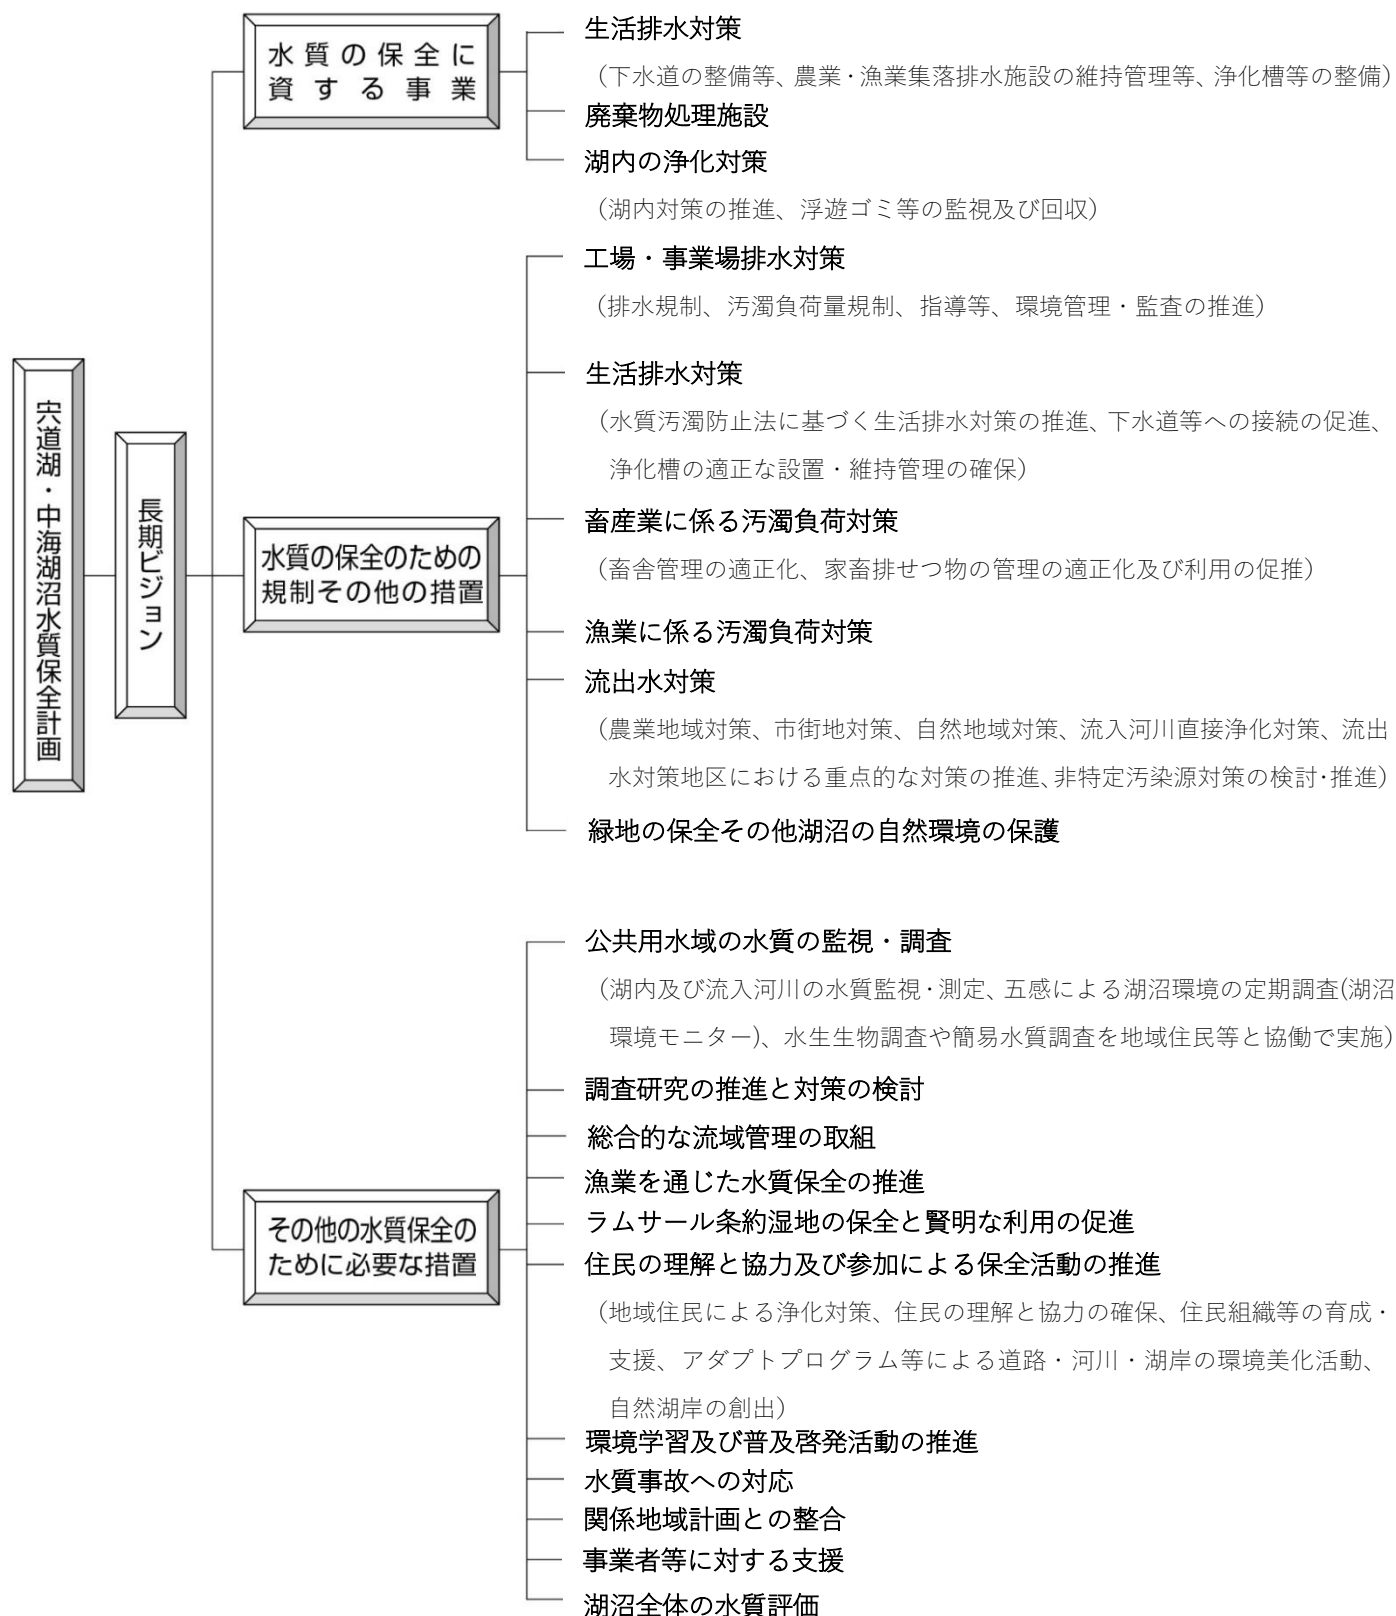 宍道湖・中海湖沼水質保全計画
長期ビジョン
水質の保全に
資する事業
生活排水対策
（下水道の整備等、農業・漁業集落排水施設の維持管理等、浄化槽等の整備）
廃棄物処理施設
湖内の浄化対策
（湖内対策の推進、浮遊ゴミ等の監視及び回収）
水質の保全のための
規制その他の措置
工場・事業場排水対策
（排水規制、汚濁負荷量規制、指導等、環境管理・監査の推進）
生活排水対策
（水質汚濁防止法に基づく生活排水対策の推進、下水道等への接続の促進、
浄化槽の適正な設置・維持管理の確保）
畜産業に係る汚濁負荷対策
（畜舎管理の適正化、家畜排せつ物の管理の適正化及び利用の促推）
漁業に係る汚濁負荷対策
流出水対策
（農業地域対策、市街地対策、自然地域対策、流入河川直接浄化対策、流出
水対策地区における重点的な対策の推進、非特定汚染源対策の検討・推進）
緑地の保全その他湖沼の自然環境の保護
その他の水質保全の
ために必要な措置
公共用水域の水質の監視・調査
（湖内及び流入河川の水質監視・測定、五感による湖沼環境の定期調査(湖沼
環境モニター)、水生生物調査や簡易水質調査を地域住民等と協働で実施）
調査研究の推進と対策の検討
総合的な流域管理の取組
漁業を通じた水質保全の推進
ラムサール条約湿地の保全と賢明な利用の促進
住民の理解と協力及び参加による保全活動の推進
（地域住民による浄化対策、住民の理解と協力の確保、住民組織等の育成・
支援、アダプトプログラム等による道路・河川・湖岸の環境美化活動、
自然湖岸の創出）
環境学習及び普及啓発活動の推進
水質事故への対応
関係地域計画との整合
事業者等に対する支援
湖沼全体の水質評価